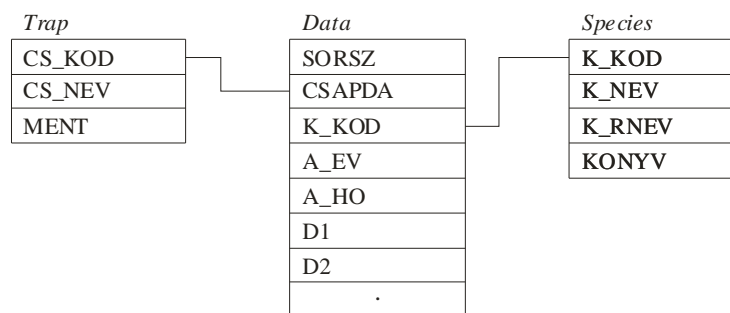 Trap
CS_KOD
CS_NEV
MENT
Data
SORSZ
CSAPDA
K_KOD
A_EV
A_HO
D1
D2
.
Species
K_KOD
K_NEV
K_RNEV
KONYV